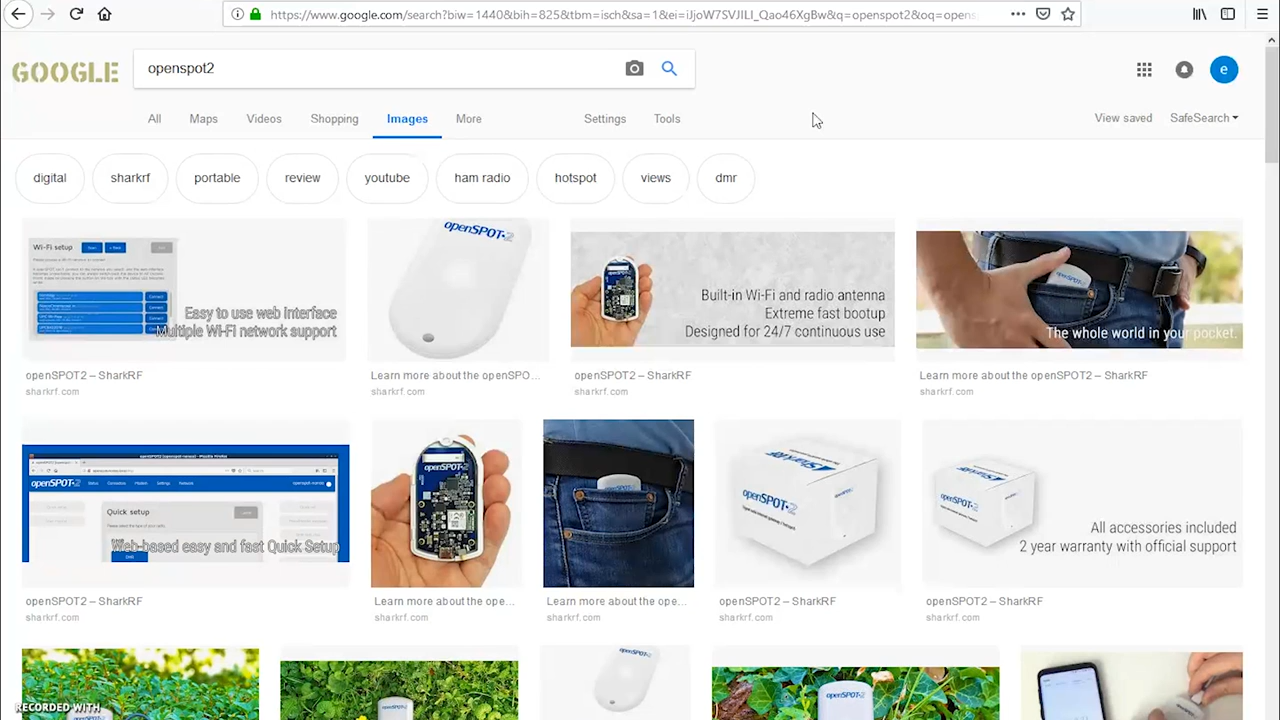 https://www.google.com/search?biw=1440&bih=825&tbm=isch&sa=1&ei=iJjoW7SVJILI_Qao46XgBw&q=openspot2&oq=opens
GOOGLE
openspot2
e
All Maps Videos Shopping Images More Settings Tools View saved SafeSearch
digital sharkrf portable review youtube ham radio hotspot views dmr
Wi-Fi setup
Easy to use web interface
Multiple Wi-Fi network support
openSPOT2
Built-in Wi-Fi and radio antenna
Extreme fast bootup
Designed for 24/7 continuous use
The whole world in your pocket.
openSPOT2 – SharkRF
sharkrf.com
Learn more about the openSPO...
sharkrf.com
openSPOT2 – SharkRF
sharkrf.com
Learn more about the openSPOT2 – SharkRF
sharkrf.com
openSPOT2
Quick setup
Web-based easy and fast Quick Setup
openSPOT2
openSPOT2
openSPOT2
All accessories included
2 year warranty with official support
openSPOT2 – SharkRF
sharkrf.com
Learn more about the ope...
sharkrf.com
Learn more about the ope...
sharkrf.com
openSPOT2 – SharkRF
sharkrf.com
openSPOT2 – SharkRF
sharkrf.com
openSPOT2
openSPOT2
RECORDED WITH